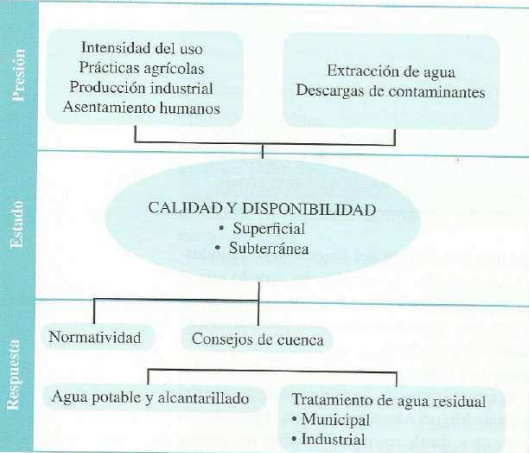 Presión
Intensidad del uso
Prácticas agrícolas
Producción industrial
Asentamiento humanos
Extracción de agua
Descargas de contaminantes
Estado
CALIDAD Y DISPONIBILIDAD
• Superficial
• Subterránea
Respuesta
Normatividad
Consejos de cuenca
Agua potable y alcantarillado
Tratamiento de agua residual
• Municipal
• Industrial